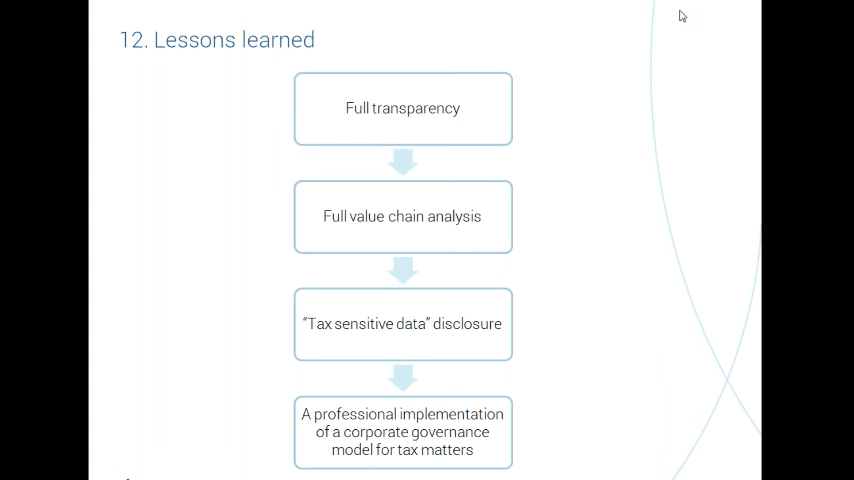 12. Lessons learned
Full transparency
Full value chain analysis
“Tax sensitive data” disclosure
A professional implementation
of a corporate governance
model for tax matters